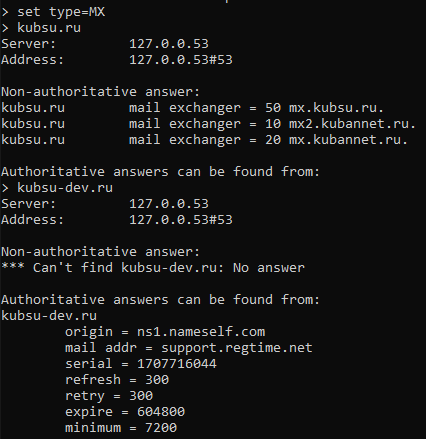 > set type=MX
> kubsu.ru
Server:         127.0.0.53
Address:        127.0.0.53#53

Non-authoritative answer:
kubsu.ru        mail exchanger = 50 mx.kubsu.ru.
kubsu.ru        mail exchanger = 10 mx2.kubannet.ru.
kubsu.ru        mail exchanger = 20 mx.kubannet.ru.

Authoritative answers can be found from:
> kubsu-dev.ru
Server:         127.0.0.53
Address:        127.0.0.53#53

Non-authoritative answer:
*** Can't find kubsu-dev.ru: No answer

Authoritative answers can be found from:
kubsu-dev.ru
        origin = ns1.nameself.com
        mail addr = support.regtime.net
        serial = 1707716044
        refresh = 300
        retry = 300
        expire = 604800
        minimum = 7200